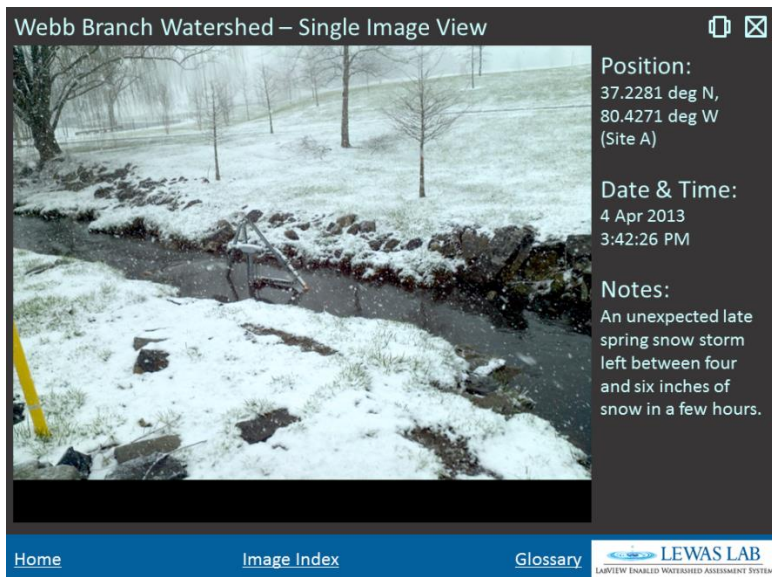 Webb Branch Watershed – Single Image View
Position:
37.2281 deg N,
80.4271 deg W
(Site A)
Date & Time:
4 Apr 2013
3:42:26 PM
Notes:
An unexpected late
spring snow storm
left between four
and six inches of
snow in a few hours.
Home
Image Index
Glossary
LEWAS LAB
LabVIEW Enabled Watershed Assessment System